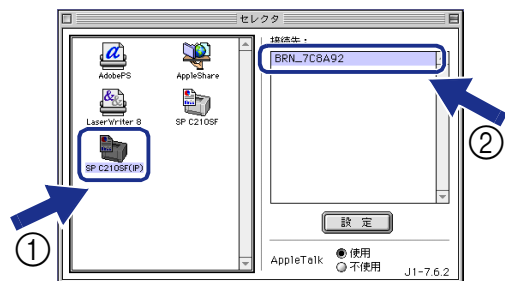 セレクタ
接続先：
BRN_7C8A92
AdobePS
AppleShare
LaserWriter 8
SP C210SF
SP C210SF(IP)
①
②
設 定
AppleTalk
使用
不使用
J1-7.6.2